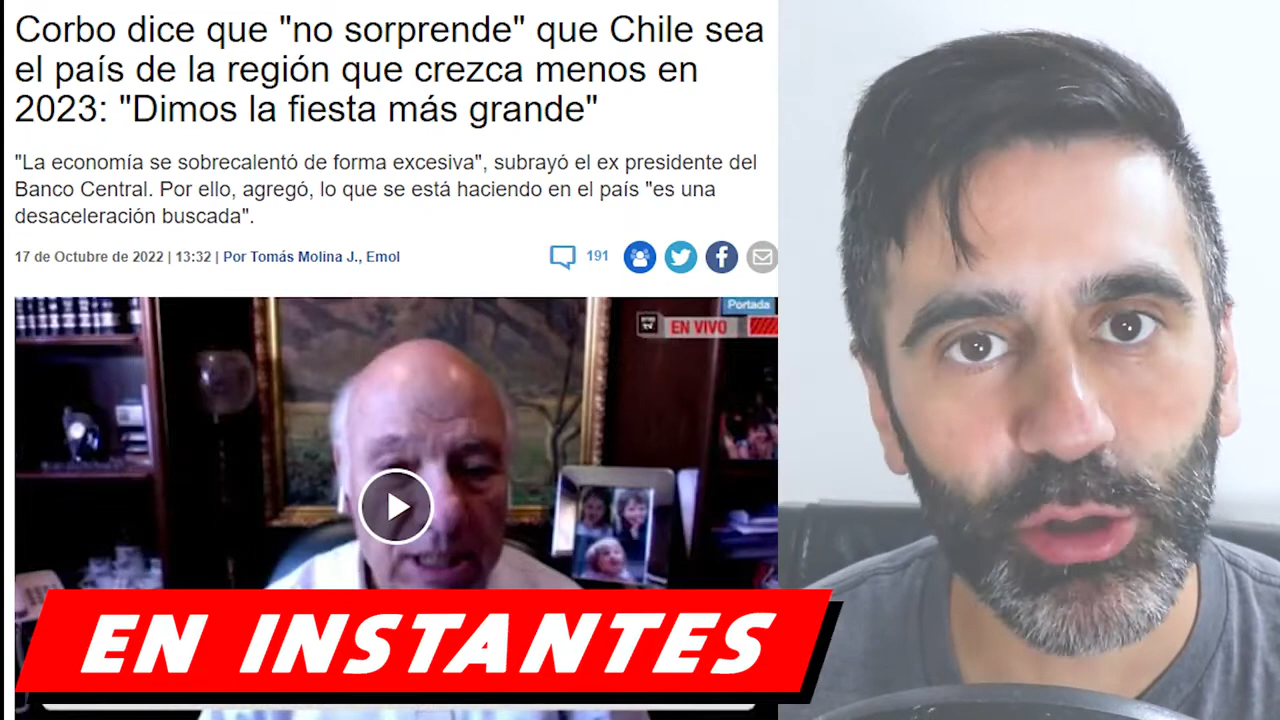 Corbo dice que "no sorprende" que Chile sea
el país de la región que crezca menos en
2023: "Dimos la fiesta más grande"
"La economía se sobrecalentó de forma excesiva", subrayó el ex presidente del
Banco Central. Por ello, agregó, lo que se está haciendo en el país "es una
desaceleración buscada".
17 de Octubre de 2022 | 13:32 | Por Tomás Molina J., Emol
191
Portada
EN VIVO
EN INSTANTES